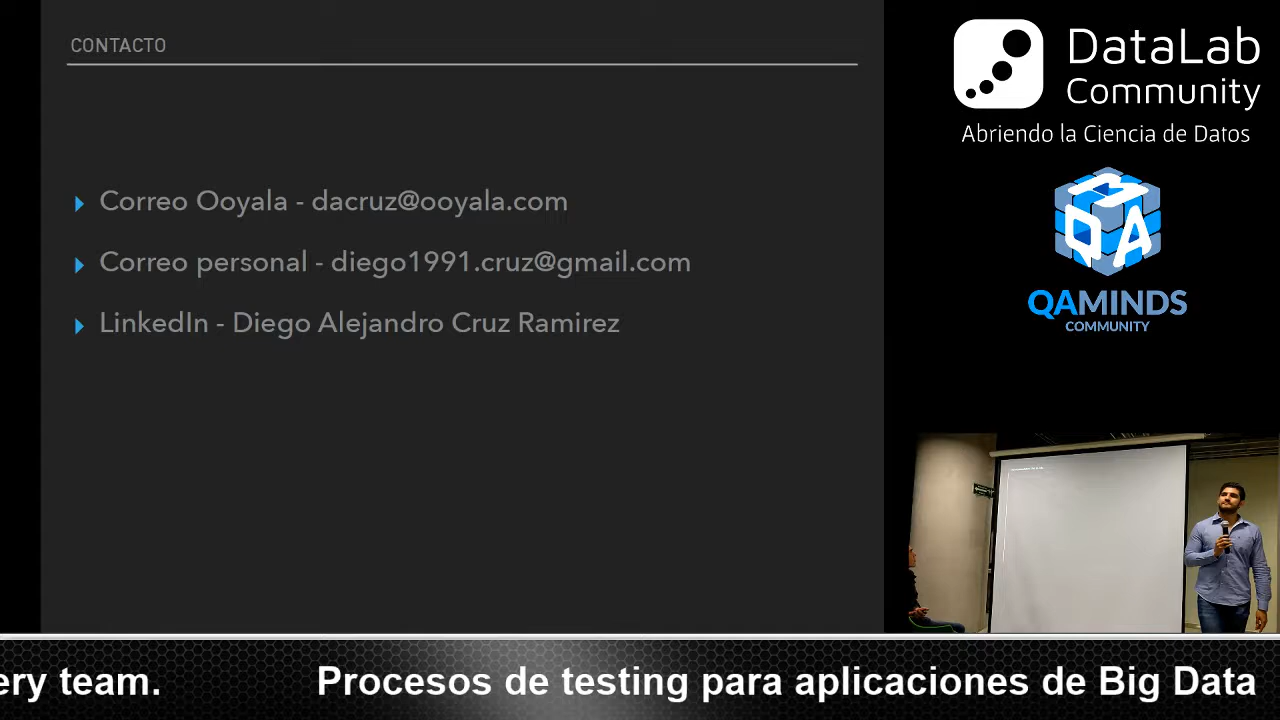 CONTACTO
Correo Ooyala - dacruz@ooyala.com
Correo personal - diego1991.cruz@gmail.com
LinkedIn - Diego Alejandro Cruz Ramirez
DataLab
Community
Abriendo la Ciencia de Datos
QA
QAMINDS
COMMUNITY
ery team. Procesos de testing para aplicaciones de Big Data